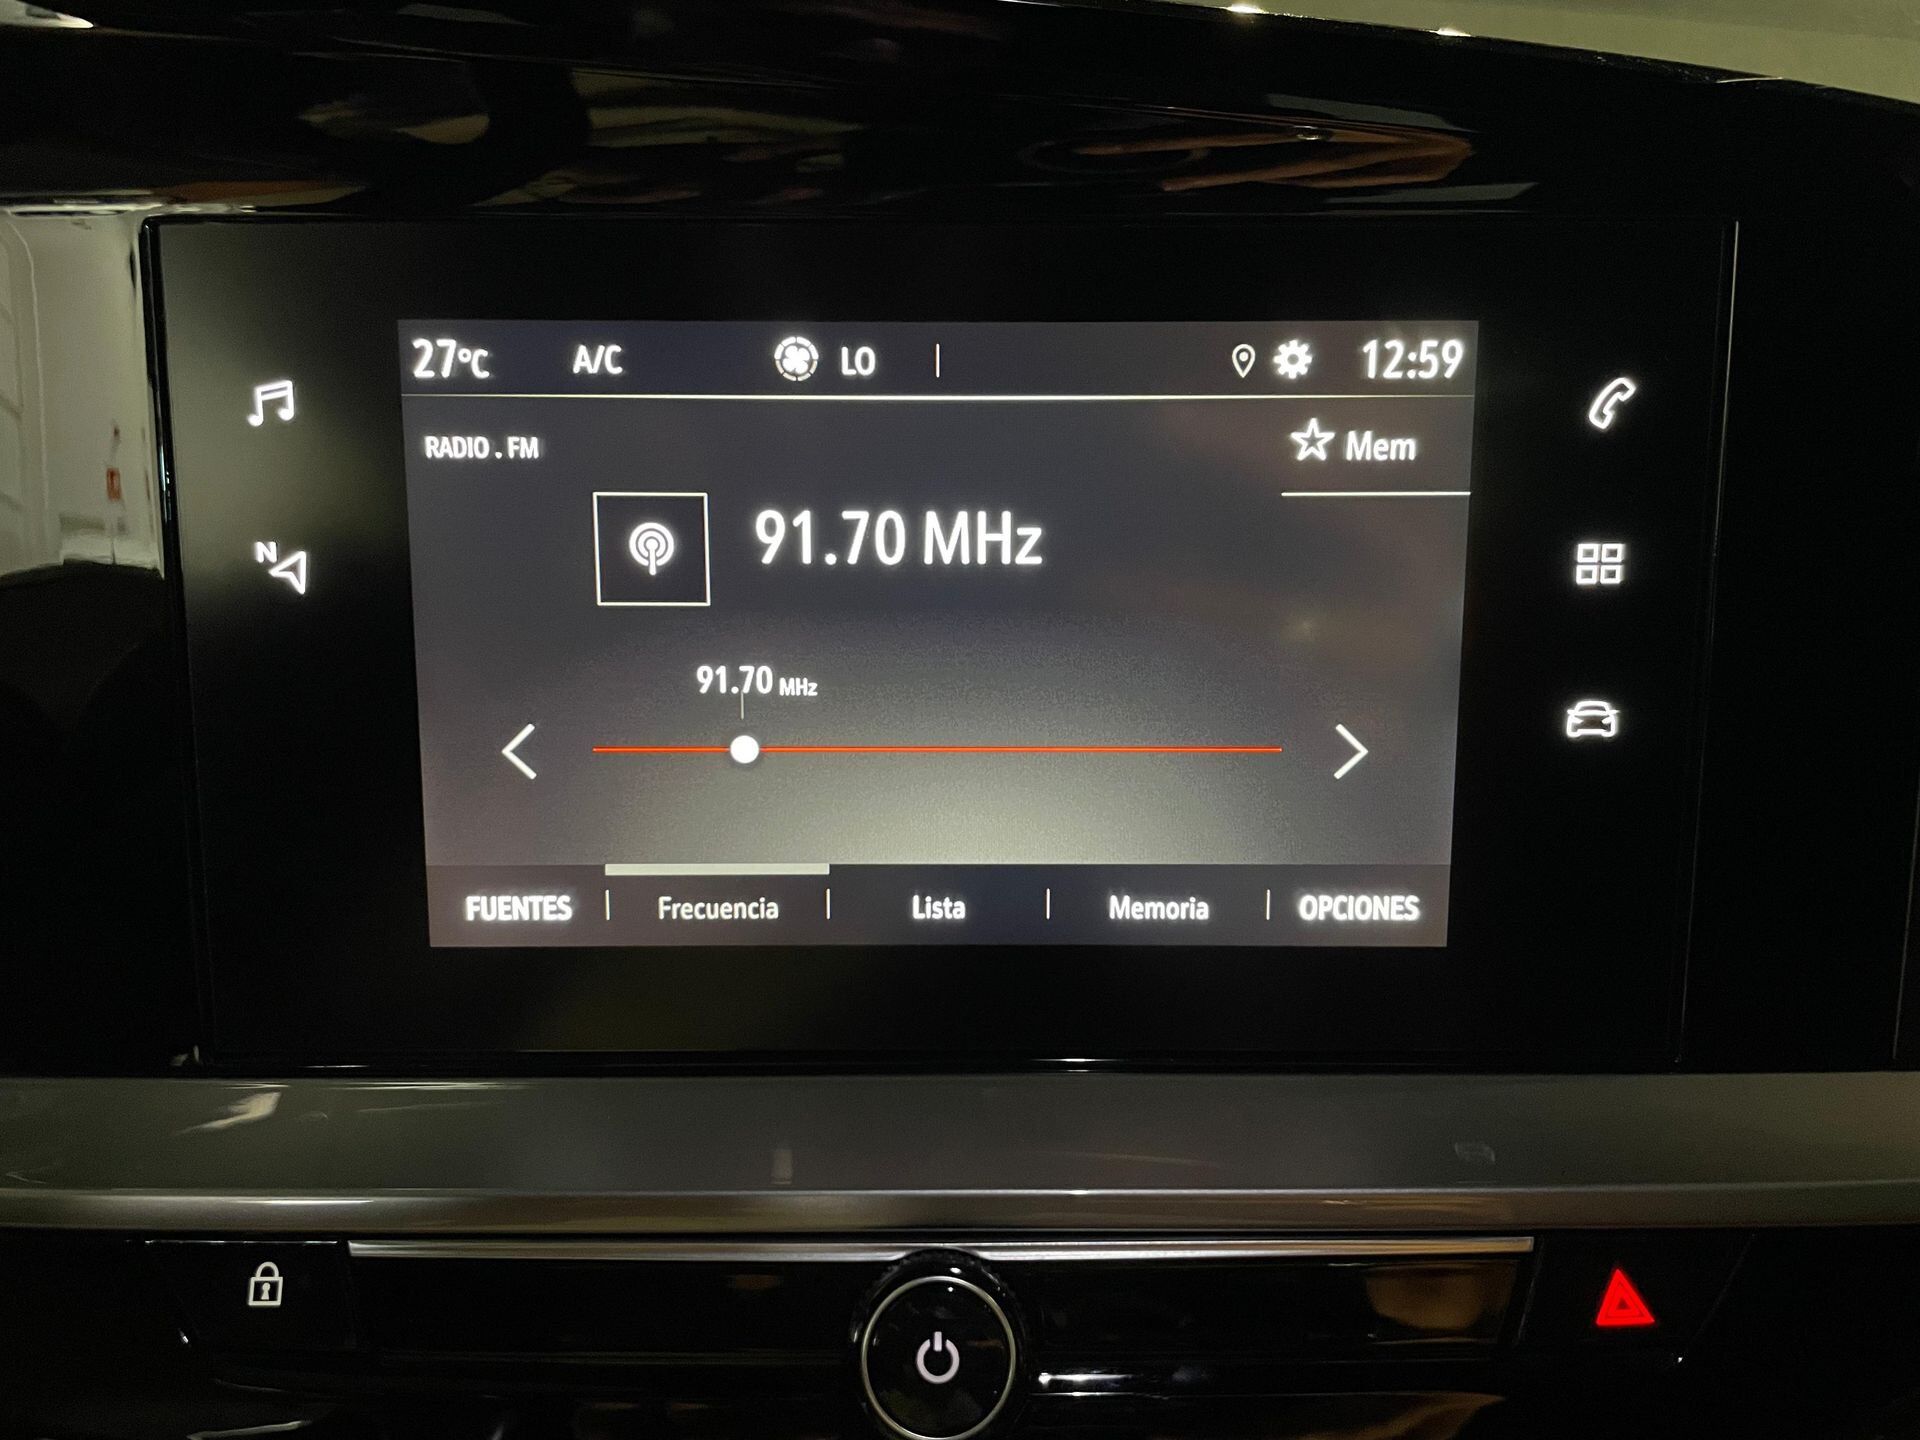 27°C A/C LO 12:59
RADIO . FM
Mem
91.70 MHz
91.70 MHz
N
FUENTES Frecuencia Lista Memoria OPCIONES